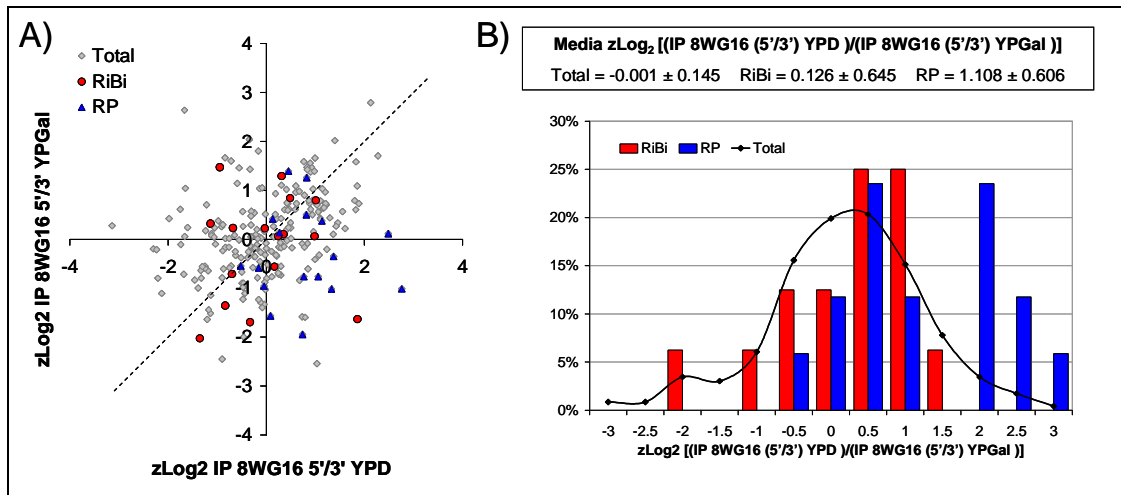 A)
Total
RiBi
RP
zLog2 IP 8WG16 5'/3' YPGal
4
3
2
1
0
-1
-2
-3
-4
-4 -2 0 2 4
zLog2 IP 8WG16 5'/3' YPD
B)
Media zLog2 [(IP 8WG16 (5'/3') YPD )/(IP 8WG16 (5'/3') YPGal )]
Total = -0.001 ± 0.145 RiBi = 0.126 ± 0.645 RP = 1.108 ± 0.606
RiBi RP Total
30%
25%
20%
15%
10%
5%
0%
-3 -2.5 -2 -1.5 -1 -0.5 0 0.5 1 1.5 2 2.5 3
zLog2 [(IP 8WG16 (5'/3') YPD )/(IP 8WG16 (5'/3') YPGal )]